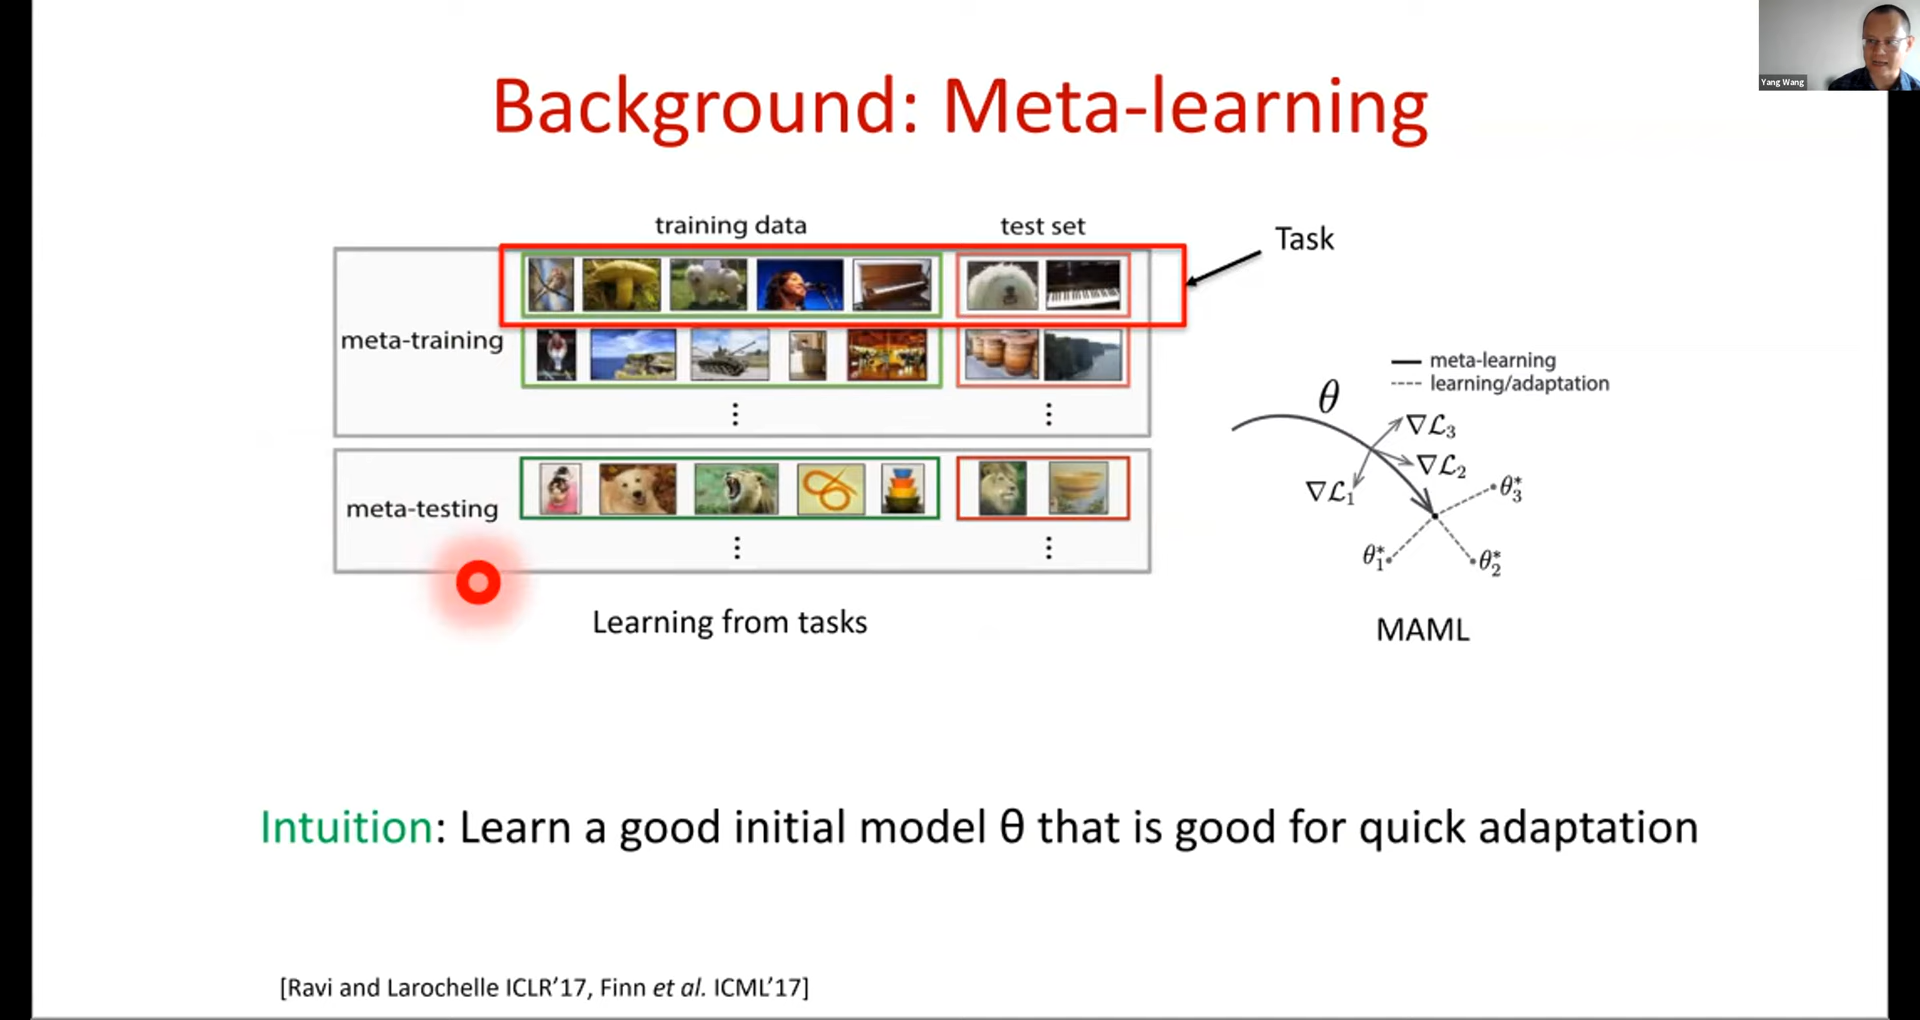 Yang Wang
Background: Meta-learning
training data
test set
Task
meta-training
meta-testing
Learning from tasks
meta-learning
learning/adaptation
θ
∇ℒ₃
∇ℒ₂
∇ℒ₁
θ₃*
θ₁*
θ₂*
MAML
Intuition: Learn a good initial model θ that is good for quick adaptation
[Ravi and Larochelle ICLR’17, Finn et al. ICML’17]